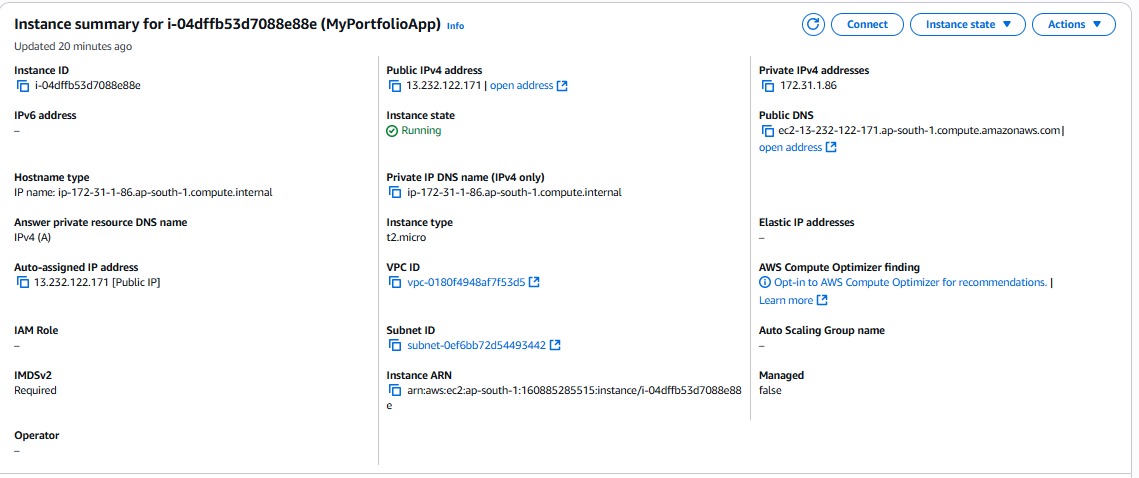 Instance summary for i-04dffb53d7088e88e (MyPortfolioApp) Info
Connect
Instance state
Actions
Updated 20 minutes ago
Instance ID
i-04dffb53d7088e88e
Public IPv4 address
13.232.122.171 | open address
Private IPv4 addresses
172.31.1.86
IPv6 address
–
Instance state
Running
Public DNS
ec2-13-232-122-171.ap-south-1.compute.amazonaws.com |
open address
Hostname type
IP name: ip-172-31-1-86.ap-south-1.compute.internal
Private IP DNS name (IPv4 only)
ip-172-31-1-86.ap-south-1.compute.internal
Answer private resource DNS name
IPv4 (A)
Instance type
t2.micro
Elastic IP addresses
–
Auto-assigned IP address
13.232.122.171 [Public IP]
VPC ID
vpc-0180f4948af7f53d5
AWS Compute Optimizer finding
Opt-in to AWS Compute Optimizer for recommendations. |
Learn more
IAM Role
–
Subnet ID
subnet-0ef6bb72d54493442
Auto Scaling Group name
–
IMDSv2
Required
Instance ARN
arn:aws:ec2:ap-south-1:160885285515:instance/i-04dffb53d7088e88
e
Managed
false
Operator
–